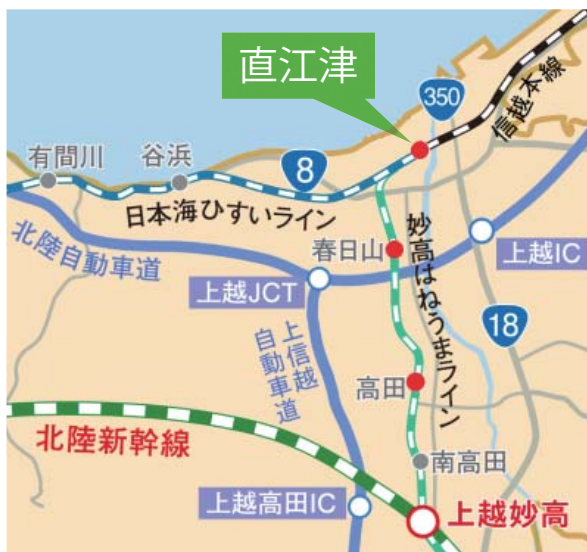 直江津
350
信越本線
有間川
谷浜
8
日本海ひすいライン
北陸自動車道
春日山
妙高はねうまライン
上越IC
上越JCT
18
上信越
自動車道
高田
北陸新幹線
南高田
上越高田IC
上越妙高